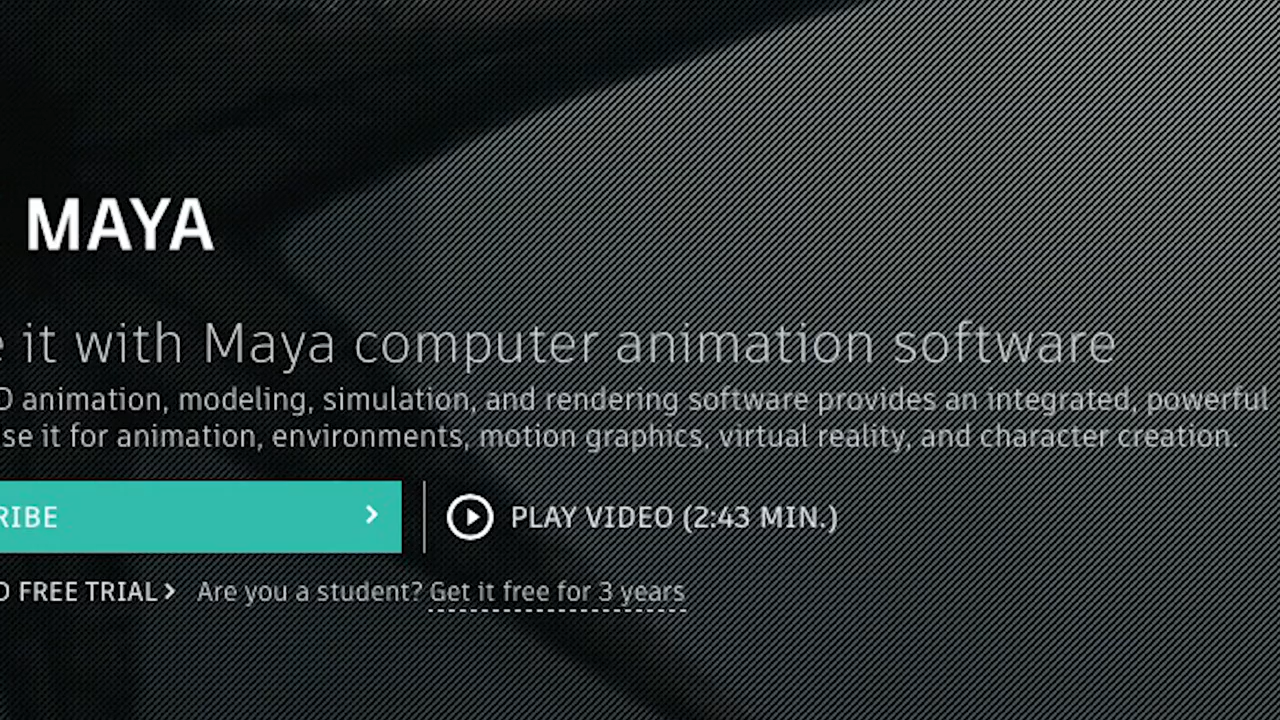 MAYA
e it with Maya computer animation software
D animation, modeling, simulation, and rendering software provides an integrated, powerful
se it for animation, environments, motion graphics, virtual reality, and character creation.
RIBE
PLAY VIDEO (2:43 MIN.)
D FREE TRIAL Are you a student? Get it free for 3 years